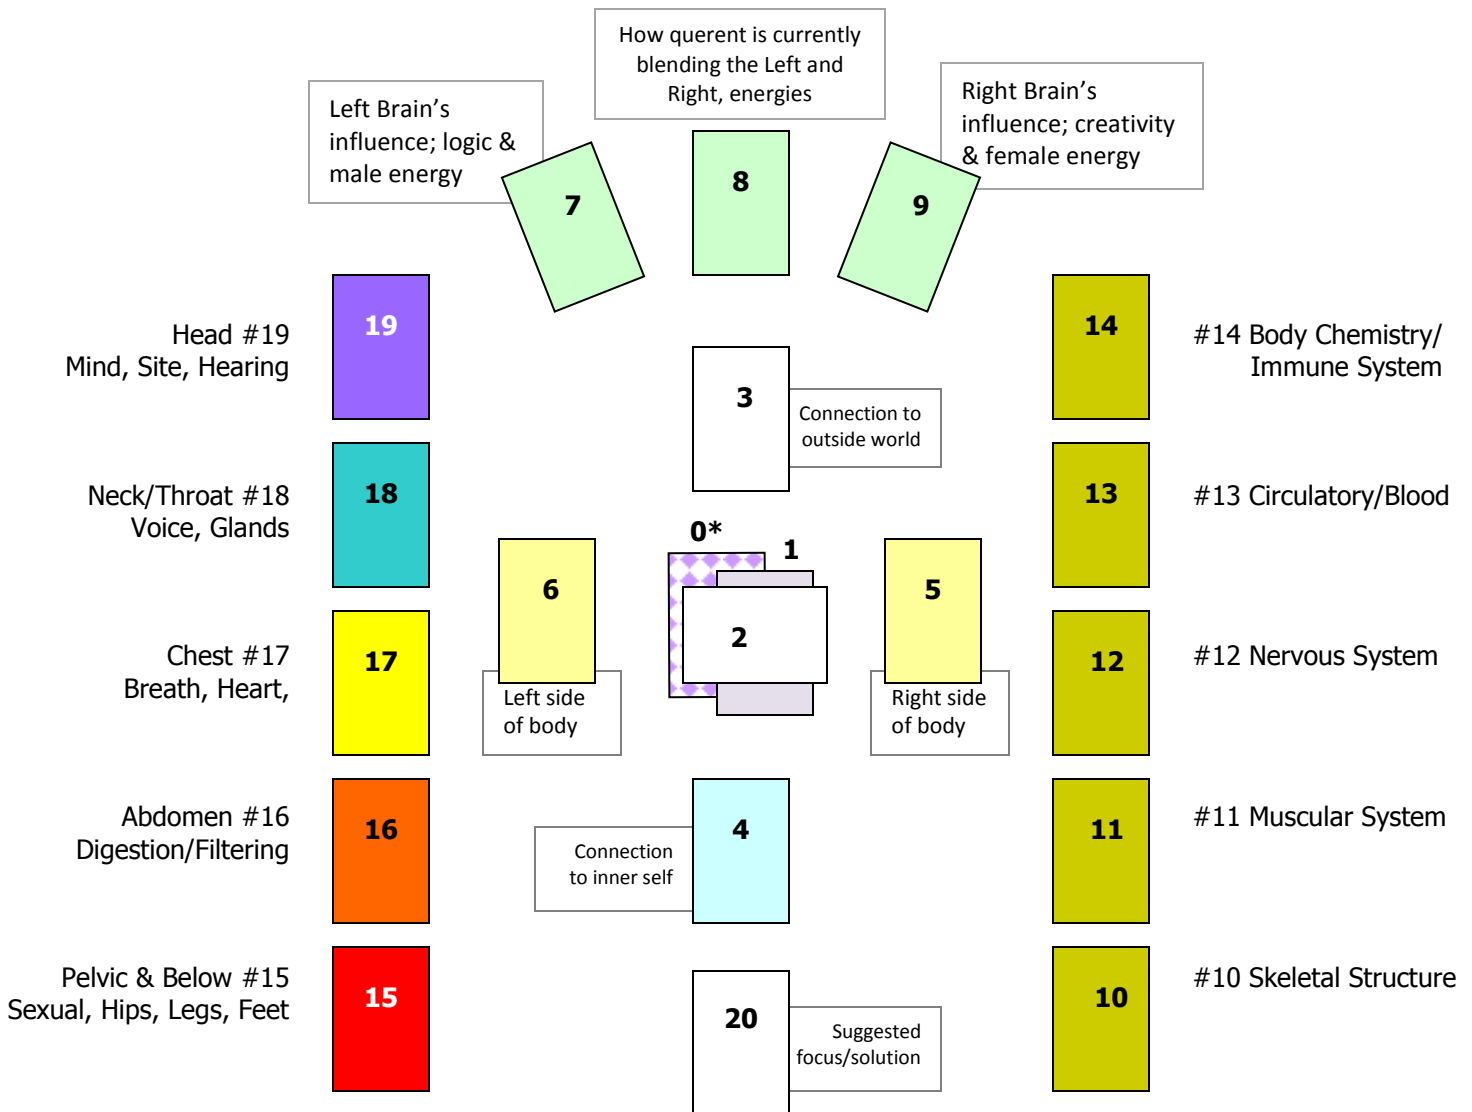 How querent is currently
blending the Left and
Right, energies
Left Brain’s
influence; logic &
male energy
Right Brain’s
influence; creativity
& female energy
7
8
9
Head #19
Mind, Site, Hearing
19
14
#14 Body Chemistry/
Immune System
3
Connection to
outside world
Neck/Throat #18
Voice, Glands
18
13
#13 Circulatory/Blood
0*
1
6
2
5
Left side
of body
Right side
of body
Chest #17
Breath, Heart,
17
12
#12 Nervous System
Abdomen #16
Digestion/Filtering
16
4
Connection
to inner self
11
#11 Muscular System
Pelvic & Below #15
Sexual, Hips, Legs, Feet
15
20
Suggested
focus/solution
10
#10 Skeletal Structure